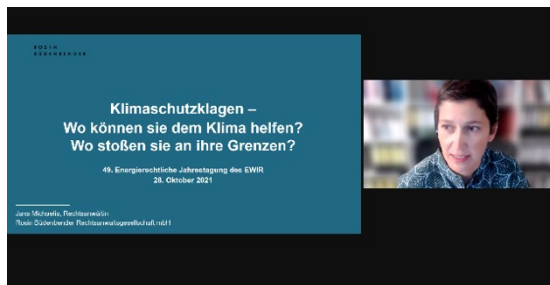 ROSIN
BÜDENBENDER
Klimaschutzklagen –
Wo können sie dem Klima helfen?
Wo stoßen sie an ihre Grenzen?
49. Energierechtliche Jahrestagung des EWIR
28. Oktober 2021
Jana Michaelis, Rechtsanwältin
Rosin Büdenbender Rechtsanwaltsgesellschaft mbH